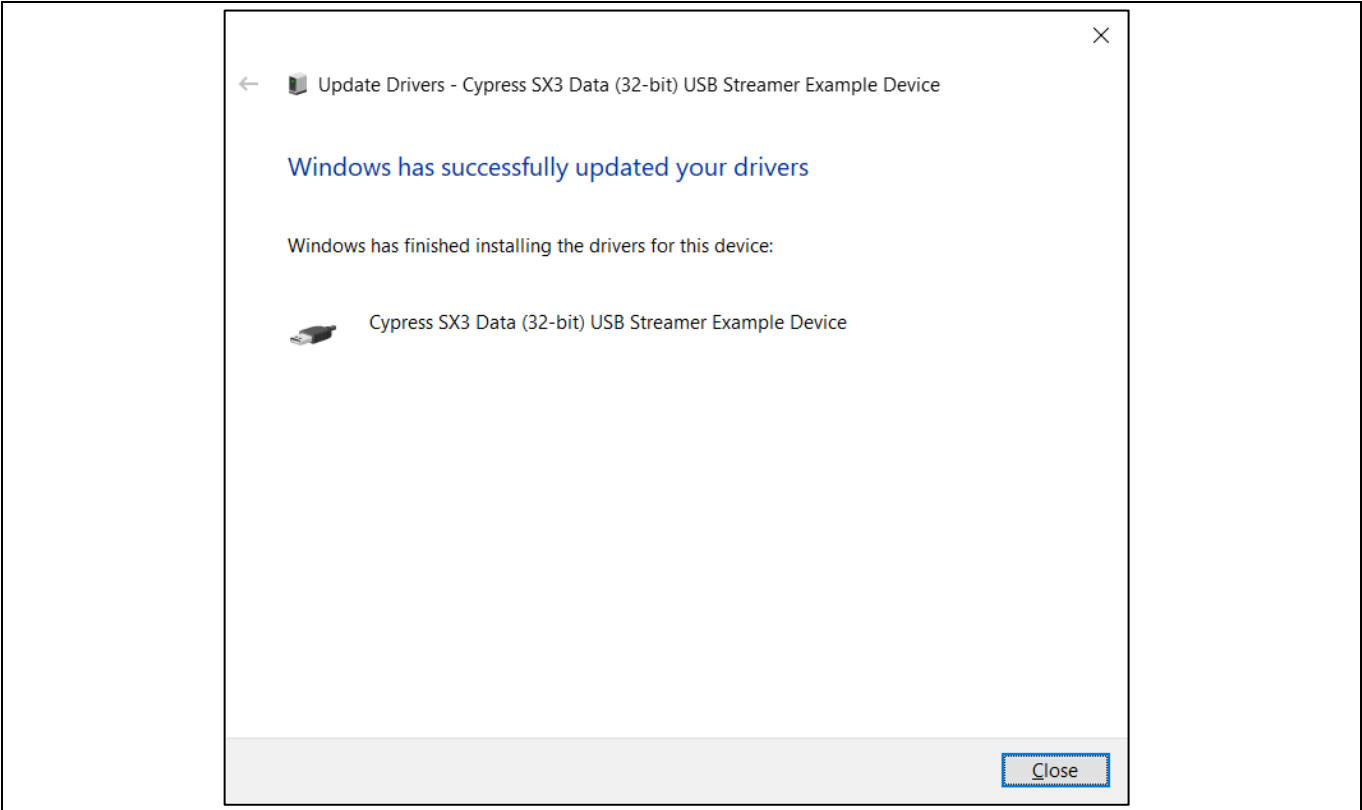 Update Drivers - Cypress SX3 Data (32-bit) USB Streamer Example Device
Windows has successfully updated your drivers
Windows has finished installing the drivers for this device:
Cypress SX3 Data (32-bit) USB Streamer Example Device
Close